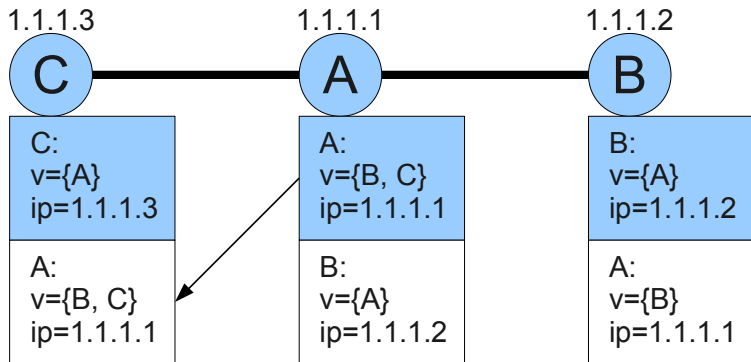 1.1.1.3
1.1.1.1
1.1.1.2
C
A
B
C:
v={A}
ip=1.1.1.3
A:
v={B, C}
ip=1.1.1.1
A:
v={B, C}
ip=1.1.1.1
B:
v={A}
ip=1.1.1.2
B:
v={A}
ip=1.1.1.2
A:
v={B}
ip=1.1.1.1